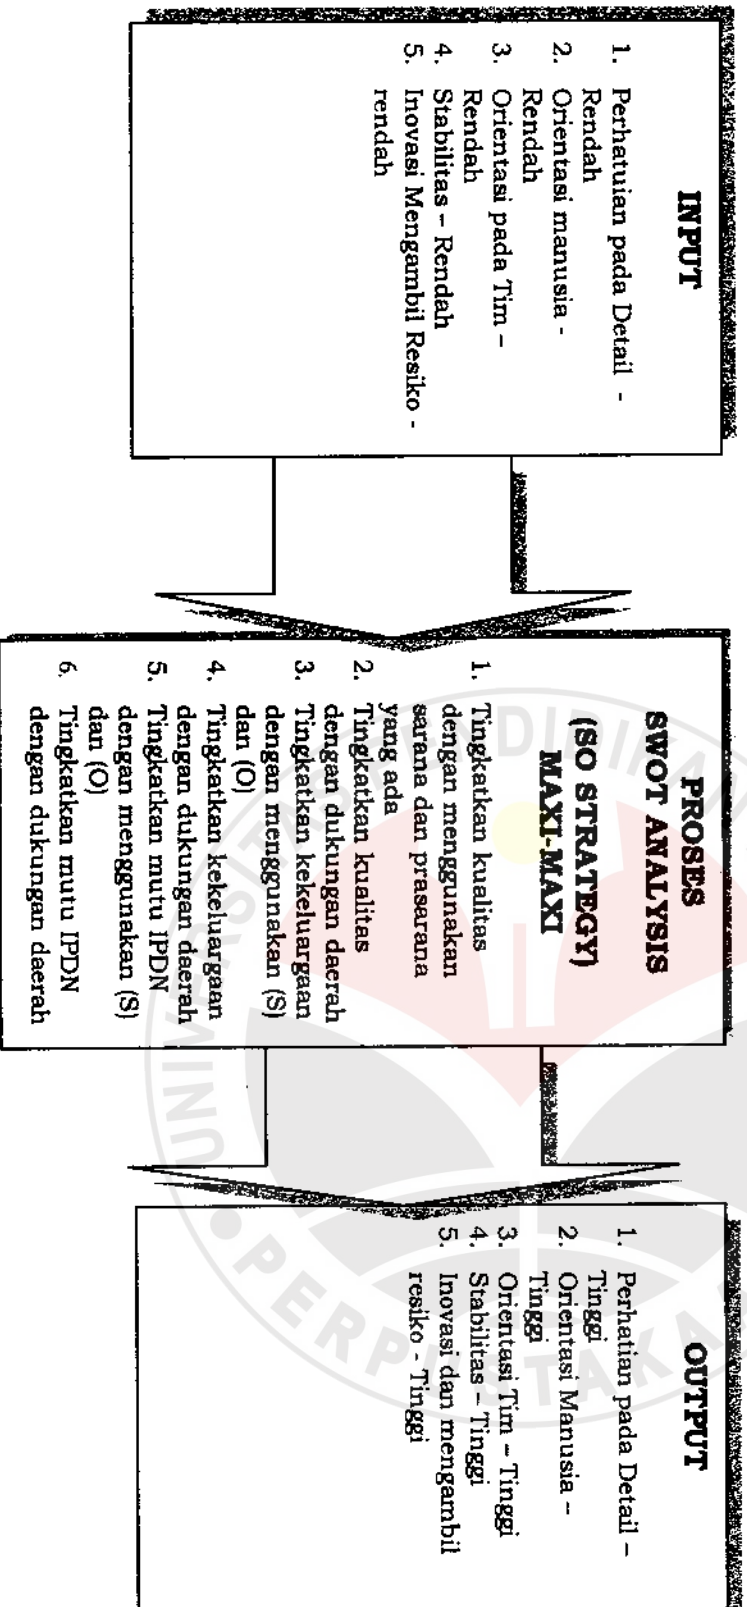 INPUT
1. Perhatuian pada Detail -
Rendah
2. Orientasi manusia -
Rendah
3. Orientasi pada Tim –
Rendah
4. Stabilitas – Rendah
5. Inovasi Mengambil Resiko -
rendah
PROSES
SWOT ANALYSIS
(SO STRATEGY)
MAXI-MAXI
1. Tingkatkan kualitas
dengan menggunakan
sarana dan prasarana
yang ada
2. Tingkatkan kualitas
dengan dukungan daerah
3. Tingkatkan kekeluargaan
dengan menggunakan (S)
dan (O)
4. Tingkatkan kekeluargaan
dengan dukungan daerah
5. Tingkatkan mutu IPDN
dengan menggunakan (S)
dan (O)
6. Tingkatkan mutu IPDN
dengan dukungan daerah
OUTPUT
1. Perhatian pada Detail –
Tinggi
2. Orientasi Manusia –
Tinggi
3. Orientasi Tim – Tinggi
4. Stabilitas – Tinggi
5. Inovasi dan mengambil
resiko - Tinggi